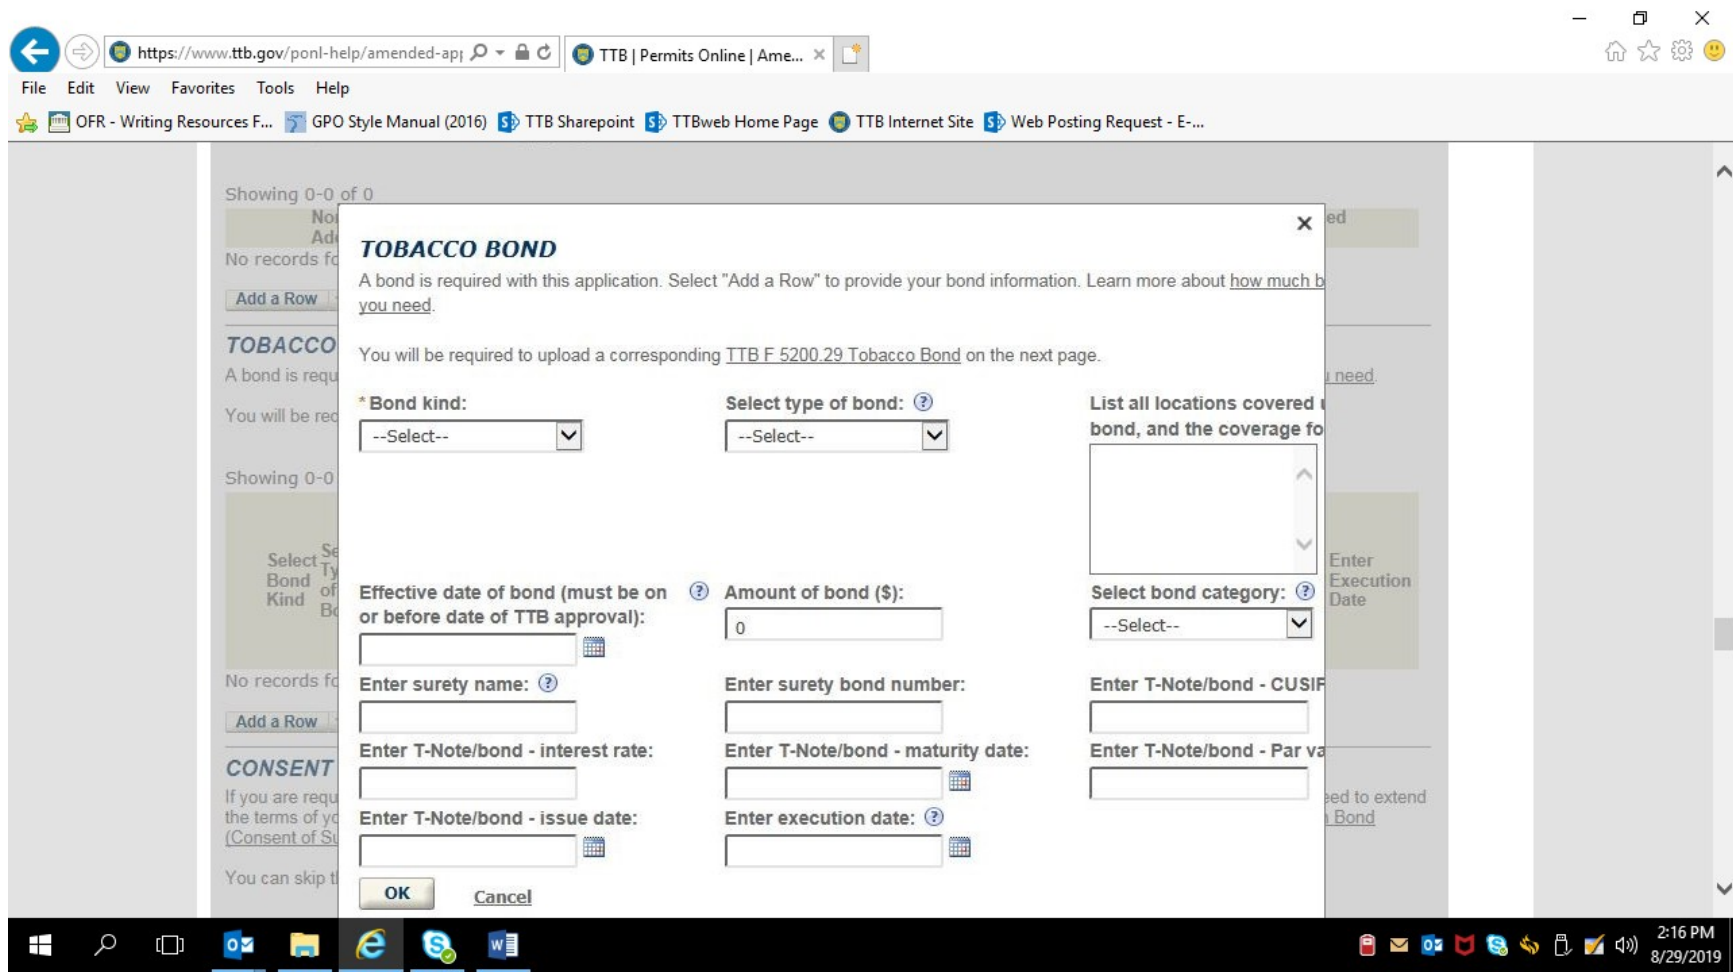 https://www.ttb.gov/ponl-help/amended-ap
TTB | Permits Online | Ame...
File Edit View Favorites Tools Help
OFR - Writing Resources F... GPO Style Manual (2016) TTB Sharepoint TTBweb Home Page TTB Internet Site Web Posting Request - E-...
Showing 0-0 of 0
No records fo
Add a Row
TOBACCO
A bond is requ
You will be rec
Showing 0-0
Select
Bond
Kind
of
No records fo
Add a Row
CONSENT
If you are requ
the terms of yo
(Consent of Su
You can skip t
ed
u need.
Enter
Execution
Date
eed to extend
n Bond
TOBACCO BOND
A bond is required with this application. Select "Add a Row" to provide your bond information. Learn more about how much b
you need.
You will be required to upload a corresponding TTB F 5200.29 Tobacco Bond on the next page.
*Bond kind:
--Select--
Select type of bond: ?
--Select--
List all locations covered u
bond, and the coverage fo
Effective date of bond (must be on ?
or before date of TTB approval):
Amount of bond ($):
0
Select bond category: ?
--Select--
Enter surety name: ?
Enter surety bond number:
Enter T-Note/bond - CUSIP
Enter T-Note/bond - interest rate:
Enter T-Note/bond - maturity date:
Enter T-Note/bond - Par va
Enter T-Note/bond - issue date:
Enter execution date: ?
OK
Cancel
2:16 PM
8/29/2019